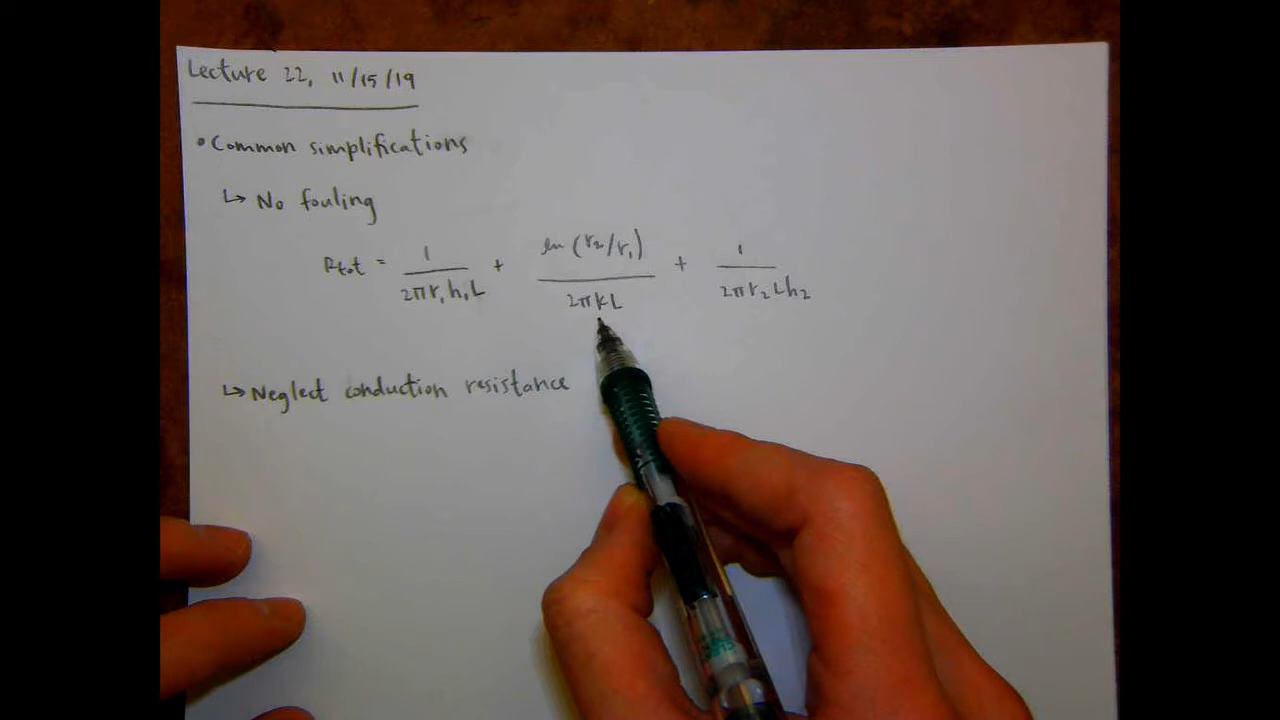 Lecture 22, 11/15/19
• Common simplifications
↳ No fouling
Rtot = 1/(2πr₁h₁L) + ln(r₂/r₁)/(2πkL) + 1/(2πr₂Lh₂)
↳ Neglect conduction resistance